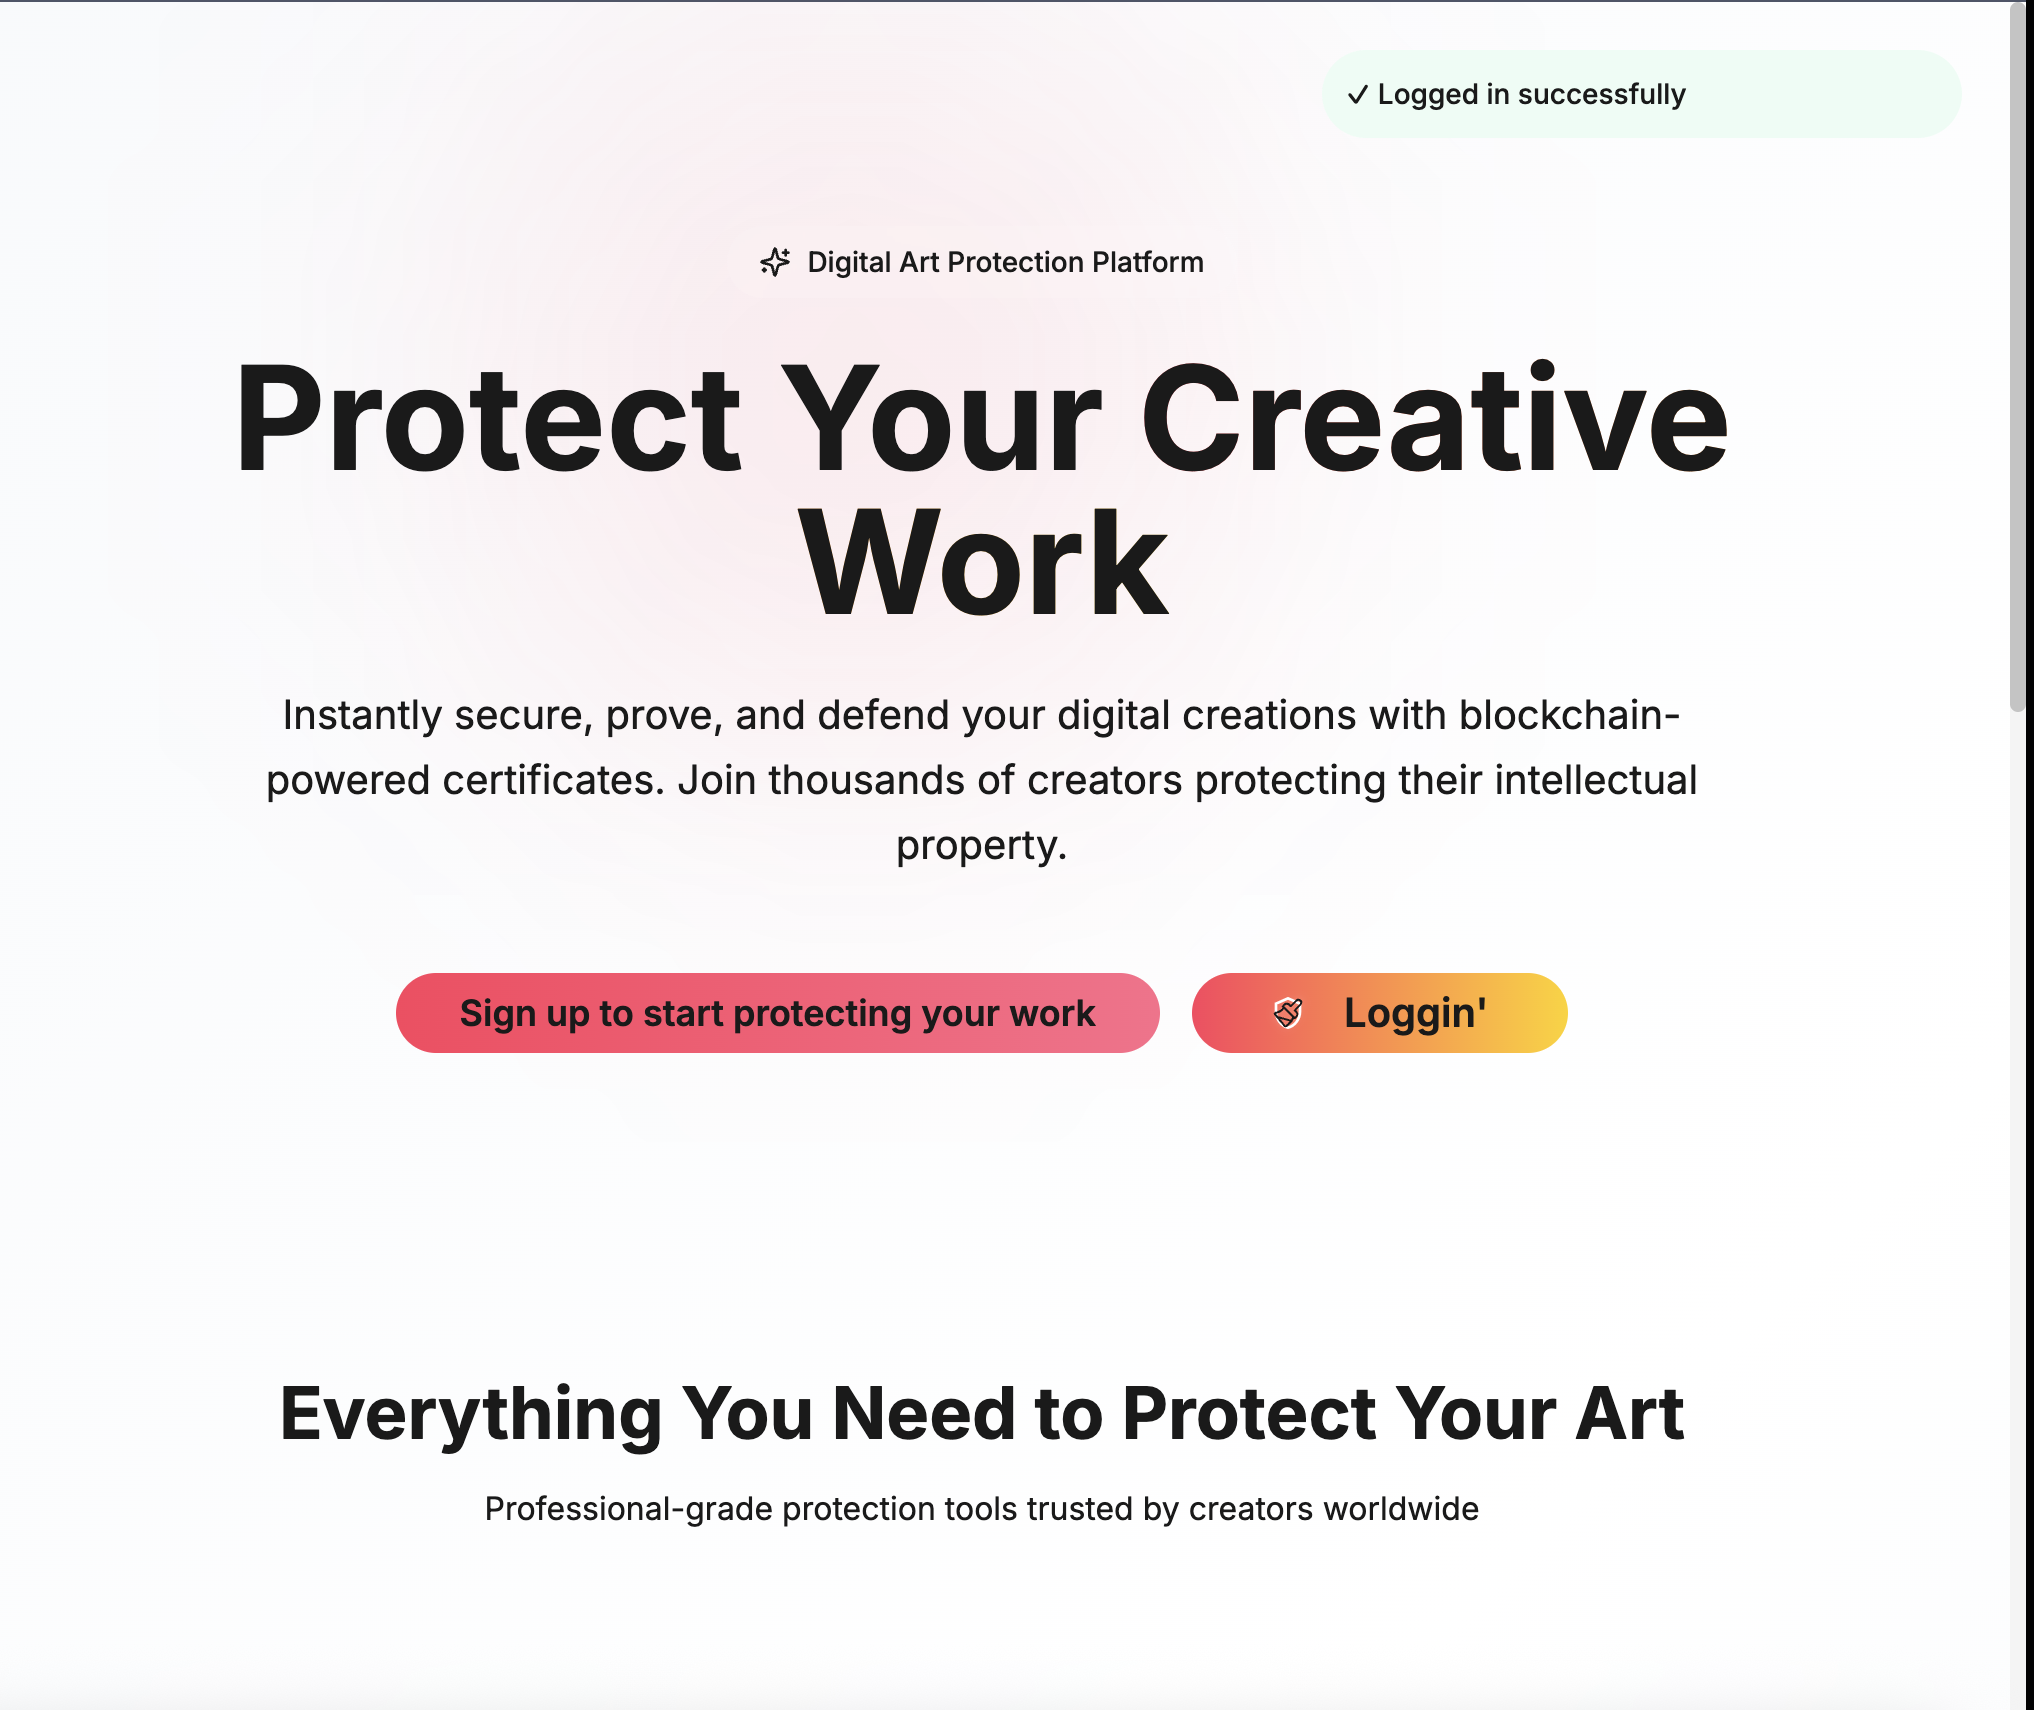 ✓ Logged in successfully
Digital Art Protection Platform
Protect Your Creative
Work
Instantly secure, prove, and defend your digital creations with blockchain-
powered certificates. Join thousands of creators protecting their intellectual
property.
Sign up to start protecting your work
Loggin'
Everything You Need to Protect Your Art
Professional-grade protection tools trusted by creators worldwide